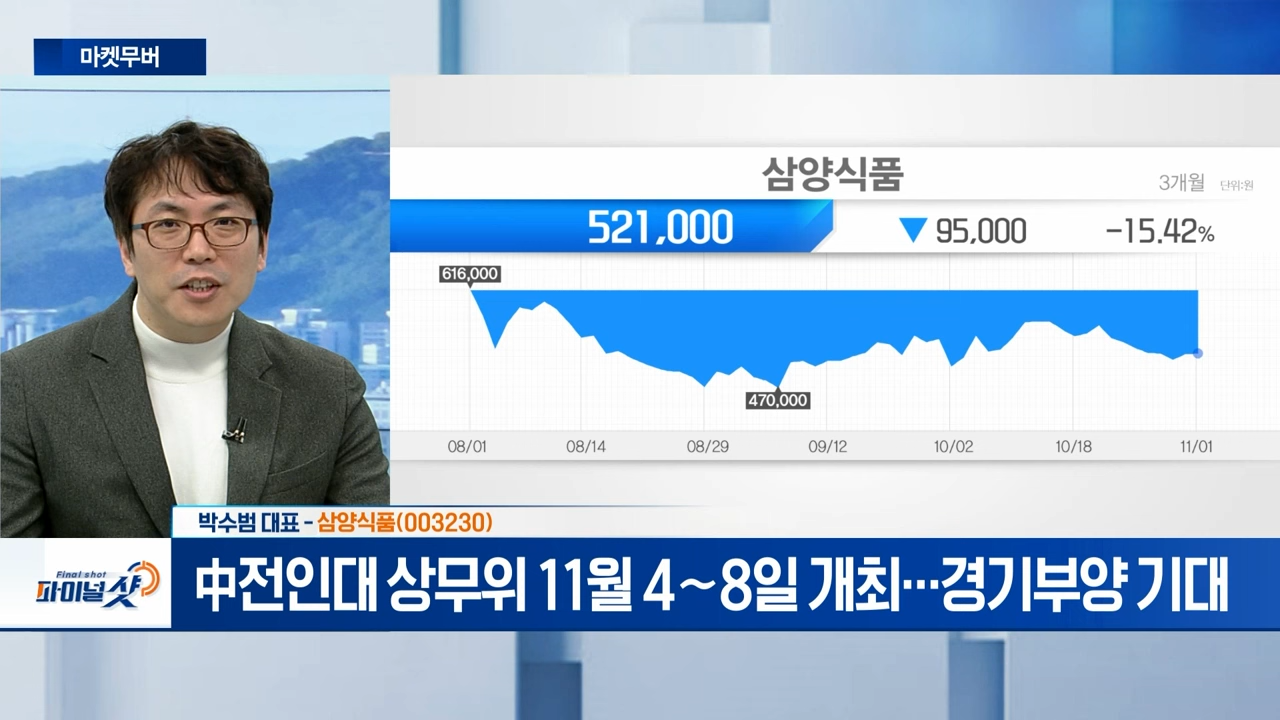 마켓무버
삼양식품
3개월 단위:원
521,000 ▼ 95,000 -15.42%
616,000
470,000
08/01 08/14 08/29 09/12 10/02 10/18 11/01
박수범 대표 - 삼양식품(003230)
Final shot
파이널샷
中전인대 상무위 11월 4~8일 개최…경기부양 기대